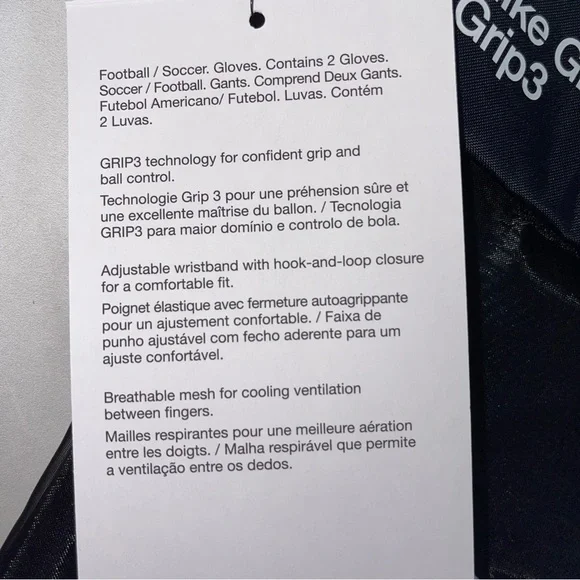 Football / Soccer. Gloves. Contains 2 Gloves.
Soccer / Football. Gants. Comprend Deux Gants.
Futebol Americano/ Futebol. Luvas. Contém
2 Luvas.
GRIP3 technology for confident grip and
ball control.
Technologie Grip 3 pour une préhension sûre et
une excellente maîtrise du ballon. / Tecnologia
GRIP3 para maior domínio e controlo de bola.
Adjustable wristband with hook-and-loop closure
for a comfortable fit.
Poignet élastique avec fermeture autoagrippante
pour un ajustement confortable. / Faixa de
punho ajustável com fecho aderente para um
ajuste confortável.
Breathable mesh for cooling ventilation
between fingers.
Mailles respirantes pour une meilleure aération
entre les doigts. / Malha respirável que permite
a ventilação entre os dedos.
Grip3